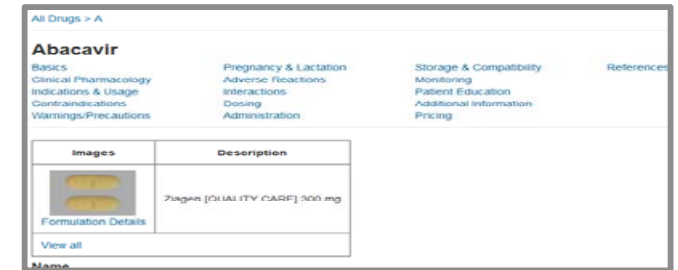 All Drugs > A
Abacavir
Basics
Clinical Pharmacology
Indications & Usage
Contraindications
Warnings/Precautions
Pregnancy & Lactation
Adverse Reactions
Interactions
Dosing
Administration
Storage & Compatibility
Monitoring
Patient Education
Additional Information
Pricing
References
Images Description
Ziagen [QUALITY CARE] 300 mg
Formulation Details
View all
Name